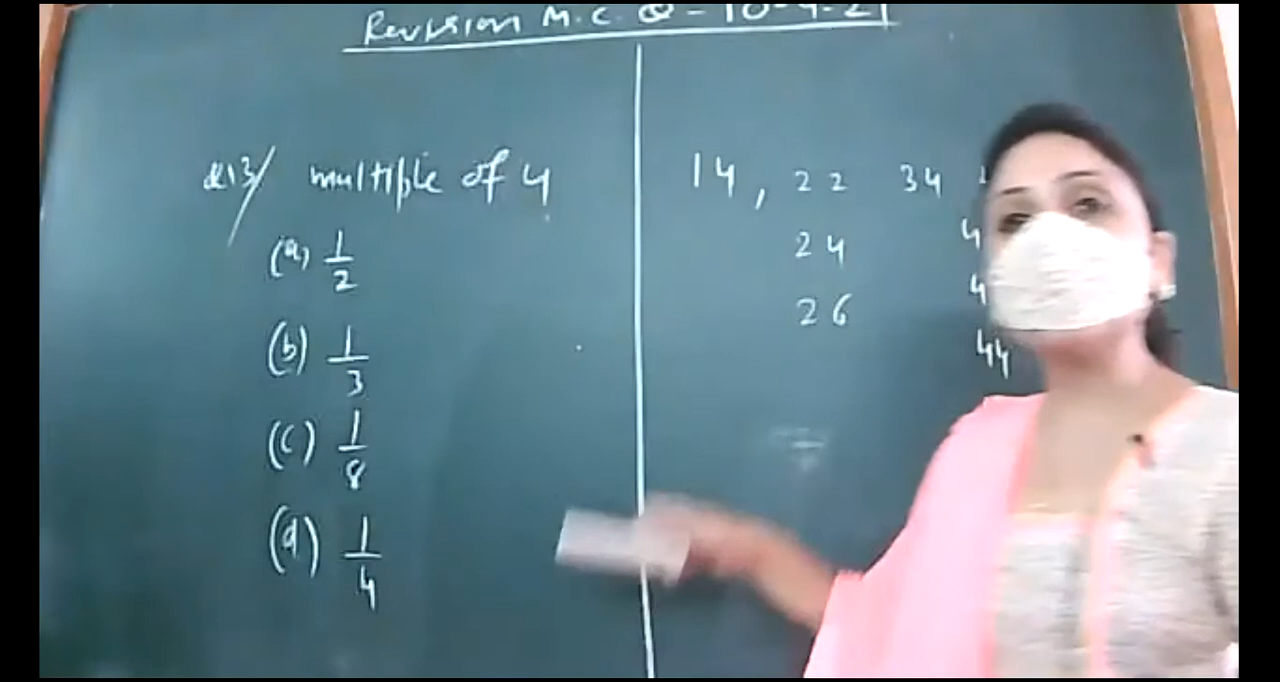 Revision M.C.Q - 10-4-21
Q13/ multiple of 4
(a) 1/2
(b) 1/3
(c) 1/8
(d) 1/4
14, 22 34
24
26
44